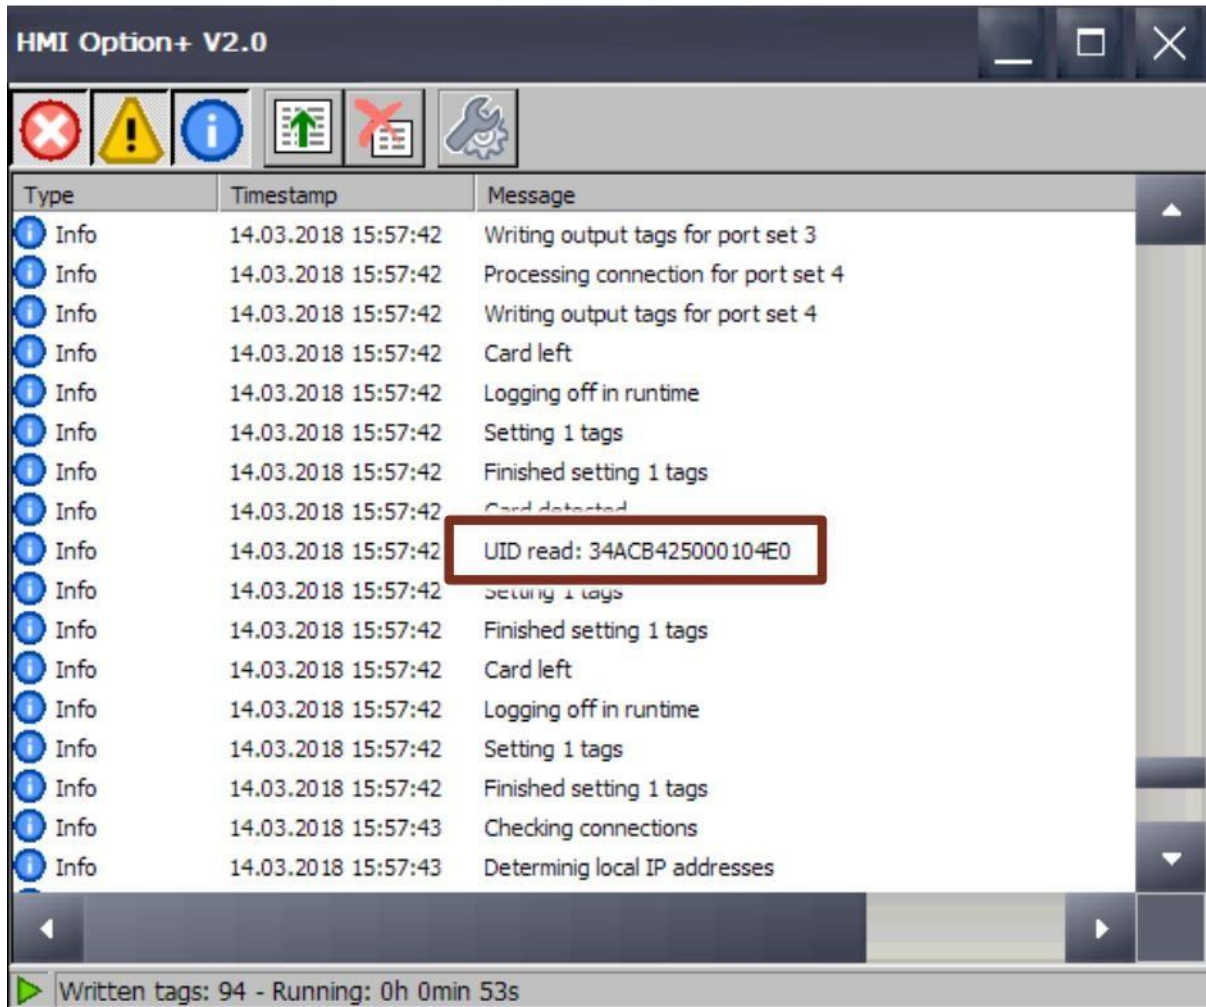 HMI Option+ V2.0
Type Timestamp Message
Info 14.03.2018 15:57:42 Writing output tags for port set 3
Info 14.03.2018 15:57:42 Processing connection for port set 4
Info 14.03.2018 15:57:42 Writing output tags for port set 4
Info 14.03.2018 15:57:42 Card left
Info 14.03.2018 15:57:42 Logging off in runtime
Info 14.03.2018 15:57:42 Setting 1 tags
Info 14.03.2018 15:57:42 Finished setting 1 tags
Info 14.03.2018 15:57:42 Card detected
Info 14.03.2018 15:57:42 UID read: 34ACB425000104E0
Info 14.03.2018 15:57:42 Setting 1 tags
Info 14.03.2018 15:57:42 Finished setting 1 tags
Info 14.03.2018 15:57:42 Card left
Info 14.03.2018 15:57:42 Logging off in runtime
Info 14.03.2018 15:57:42 Setting 1 tags
Info 14.03.2018 15:57:42 Finished setting 1 tags
Info 14.03.2018 15:57:43 Checking connections
Info 14.03.2018 15:57:43 Determinig local IP addresses
Written tags: 94 - Running: 0h 0min 53s